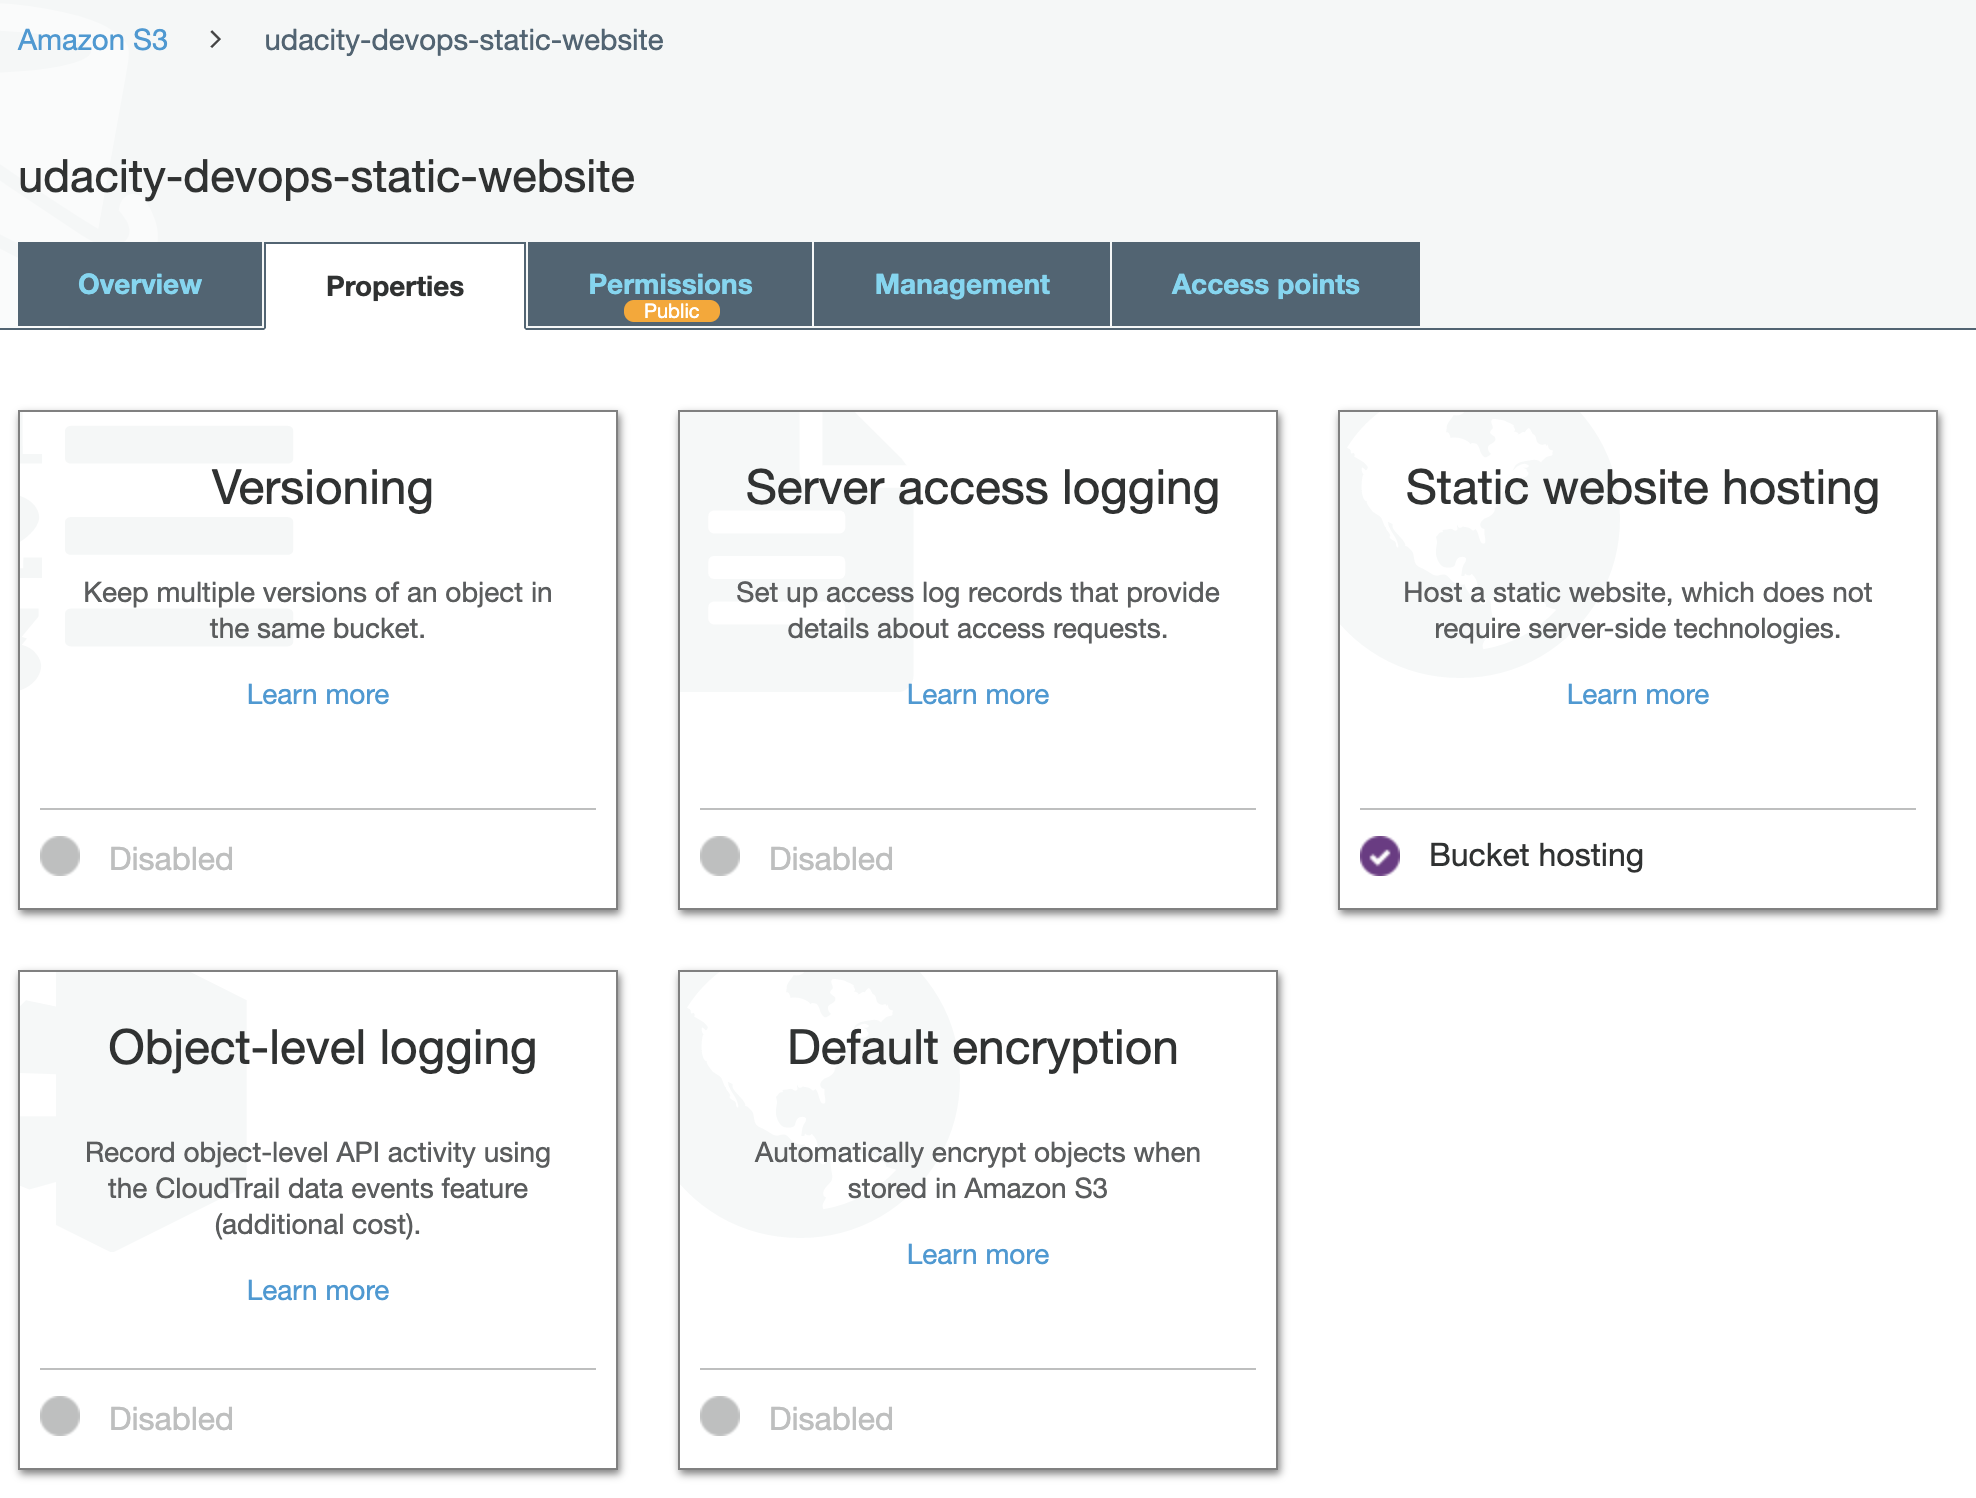 Amazon S3 > udacity-devops-static-website
udacity-devops-static-website
Overview Properties Permissions Management Access points
Public
Versioning
Keep multiple versions of an object in
the same bucket.
Learn more
Disabled
Server access logging
Set up access log records that provide
details about access requests.
Learn more
Disabled
Static website hosting
Host a static website, which does not
require server-side technologies.
Learn more
Bucket hosting
Object-level logging
Record object-level API activity using
the CloudTrail data events feature
(additional cost).
Learn more
Disabled
Default encryption
Automatically encrypt objects when
stored in Amazon S3
Learn more
Disabled